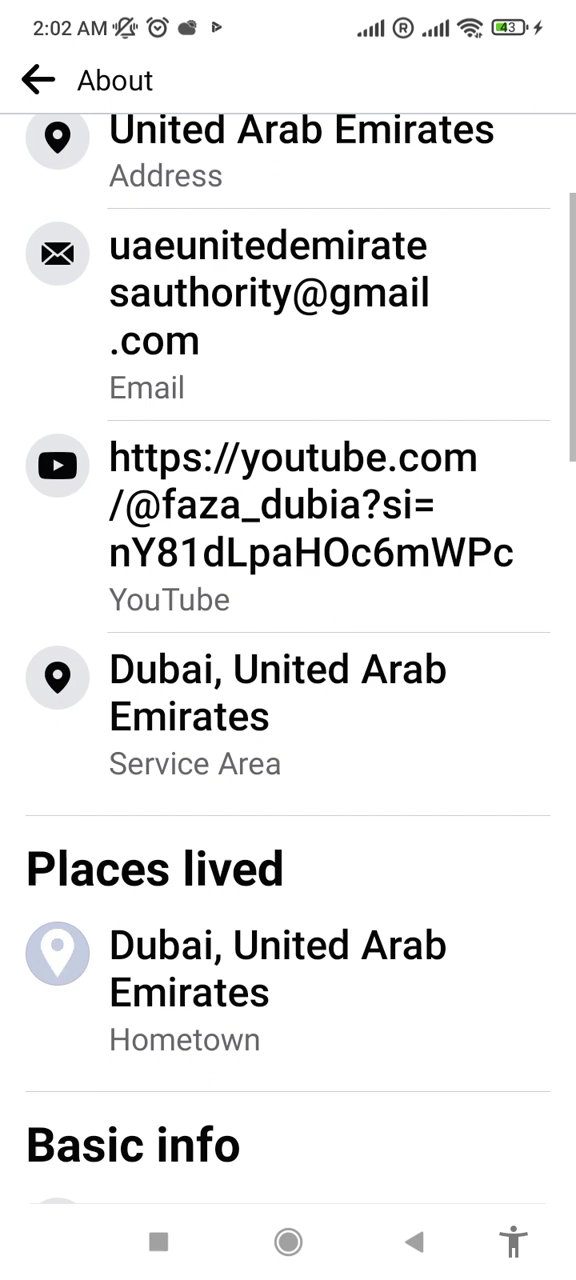 2:02 AM
R
43
About
United Arab Emirates
Address
uaeunitedemirate
sauthority@gmail
.com
Email
https://youtube.com
/@faza_dubia?si=
nY81dLpaHOc6mWPc
YouTube
Dubai, United Arab
Emirates
Service Area
Places lived
Dubai, United Arab
Emirates
Hometown
Basic info